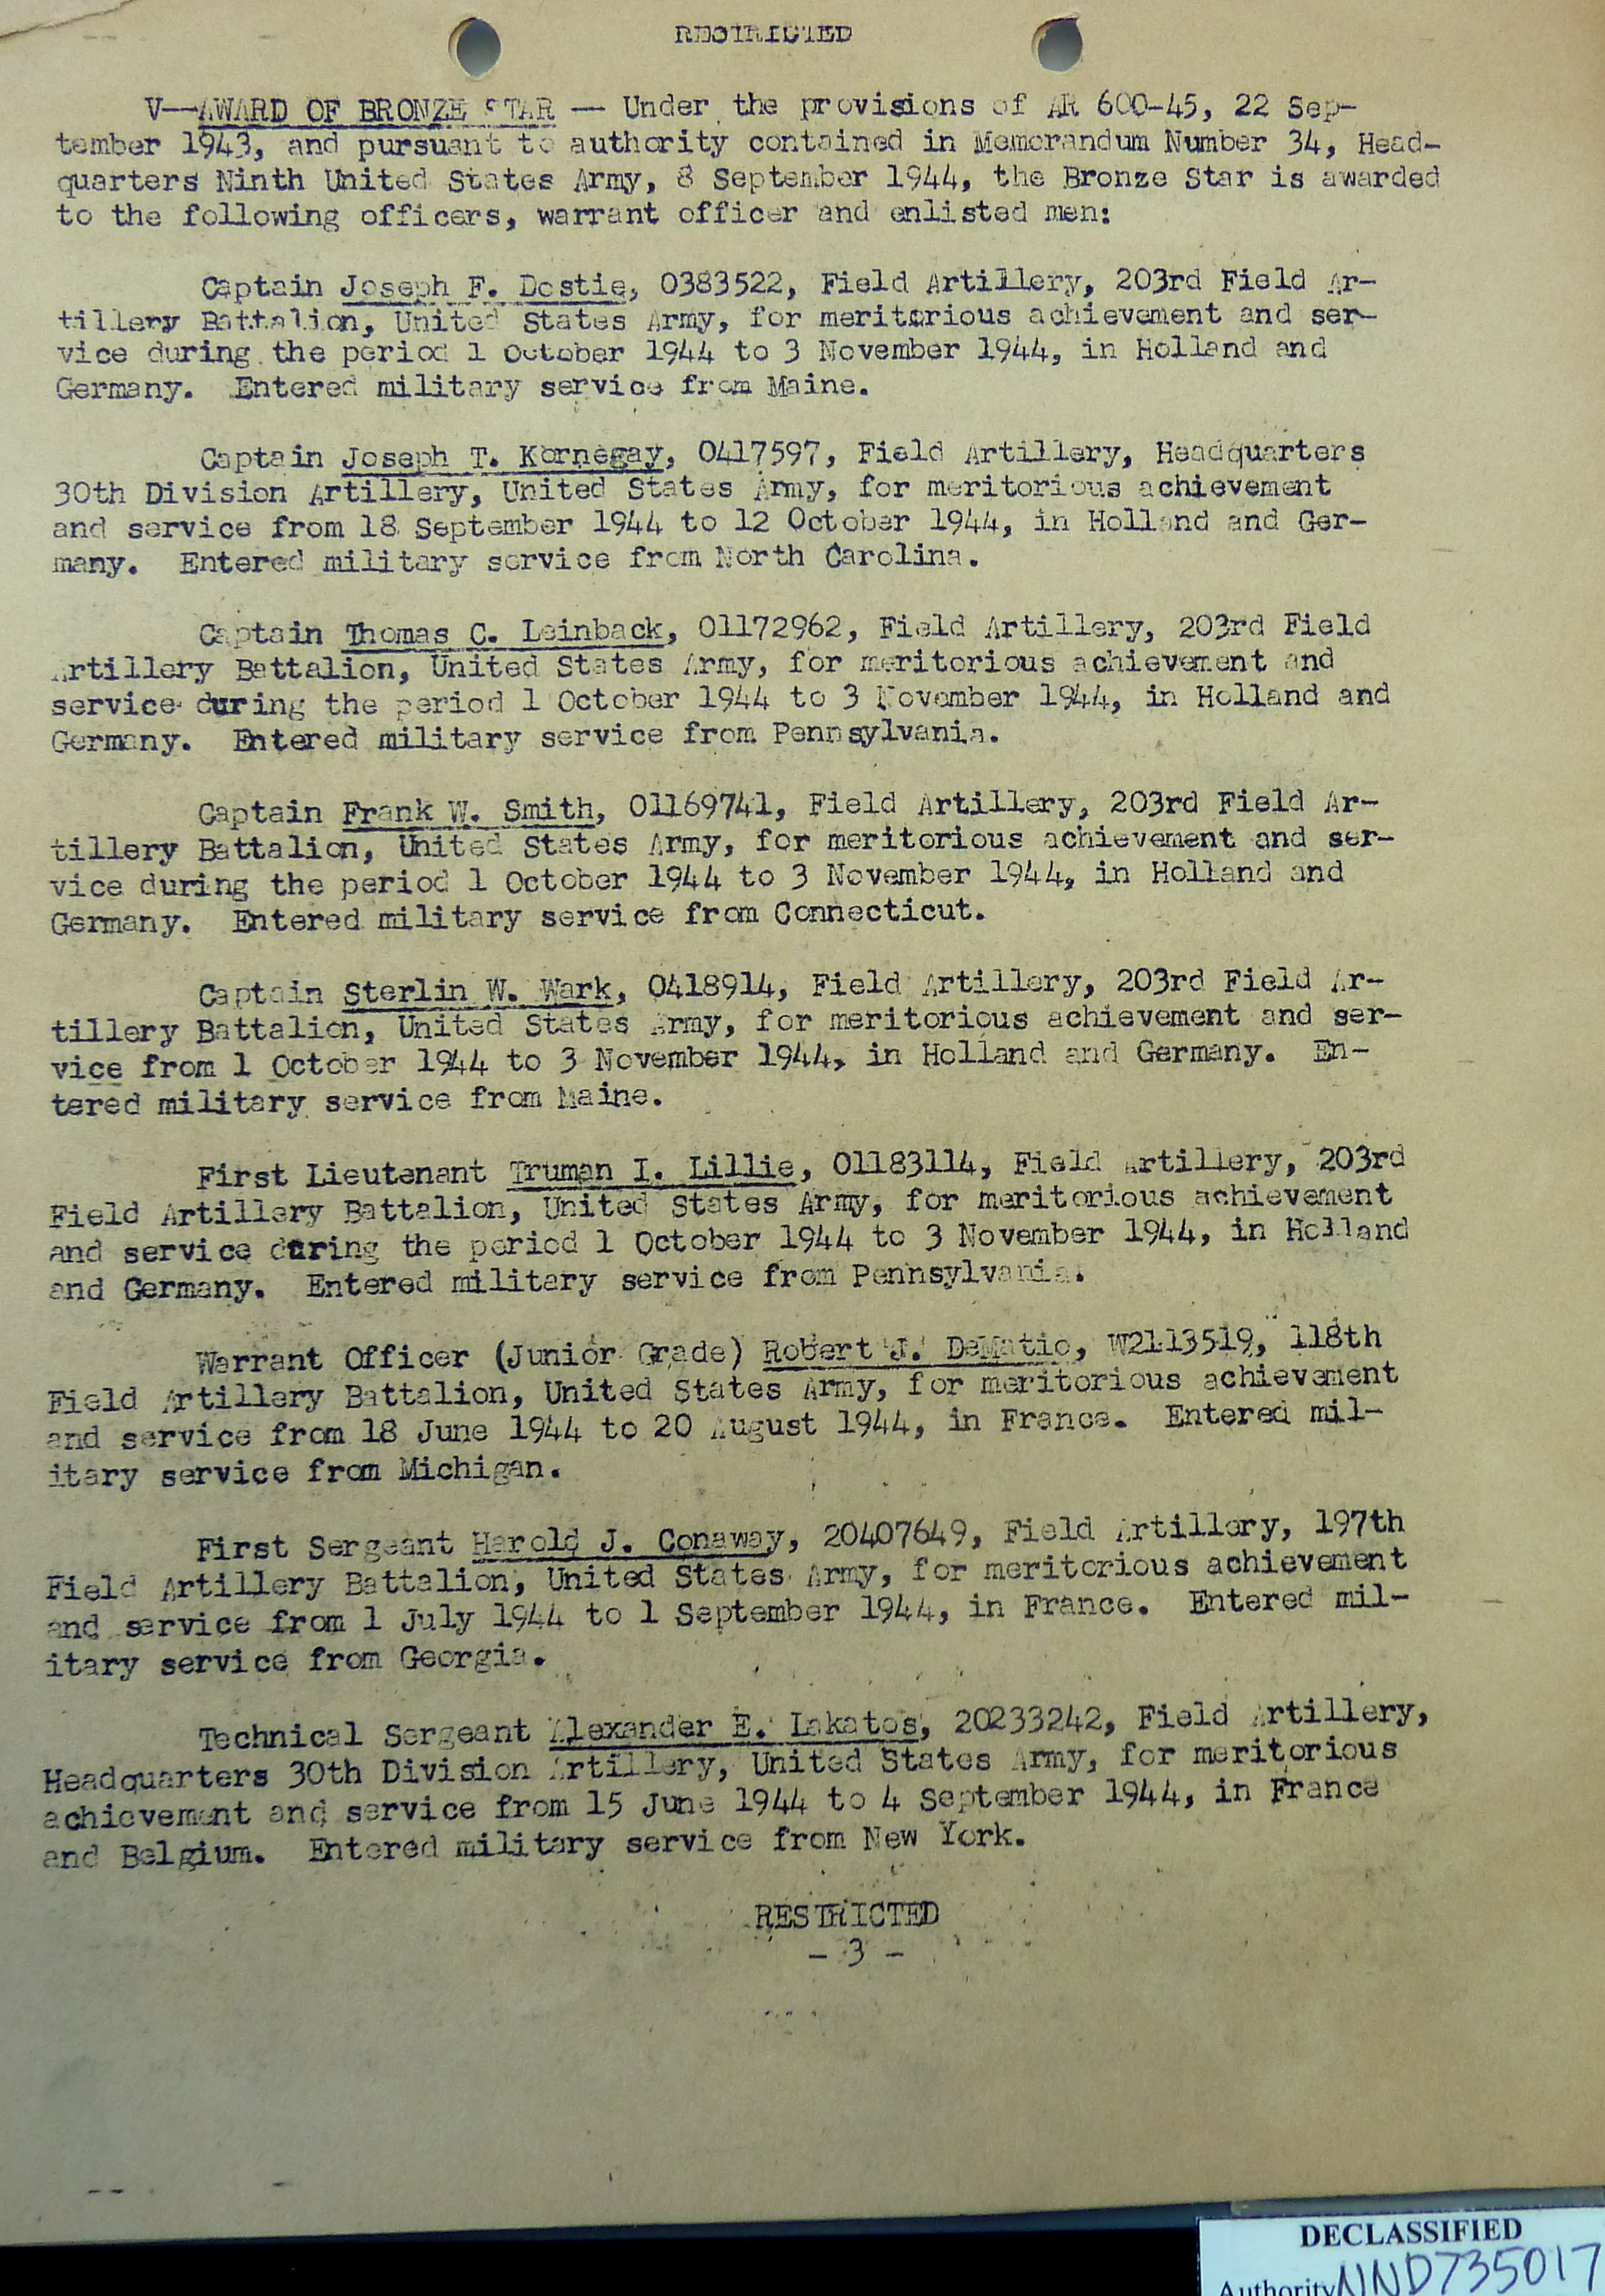 RESTRICTED
V—AWARD OF BRONZE STAR — Under the provisions of AR 600-45, 22 Sep-
tember 1943, and pursuant to authority contained in Memorandum Number 34, Head-
quarters Ninth United States Army, 8 September 1944, the Bronze Star is awarded
to the following officers, warrant officer and enlisted men:
Captain Joseph F. Dostie, 0383522, Field Artillery, 203rd Field Ar-
tillery Battalion, United States Army, for meritorious achievement and ser-
vice during the period 1 October 1944 to 3 November 1944, in Holland and
Germany. Entered military service from Maine.
Captain Joseph T. Kornegay, 0417597, Field Artillery, Headquarters
30th Division Artillery, United States Army, for meritorious achievement
and service from 18 September 1944 to 12 October 1944, in Holland and Ger-
many. Entered military service from North Carolina.
Captain Thomas C. Leinback, 01172962, Field Artillery, 203rd Field
Artillery Battalion, United States Army, for meritorious achievement and
service during the period 1 October 1944 to 3 November 1944, in Holland and
Germany. Entered military service from Pennsylvania.
Captain Frank W. Smith, 01169741, Field Artillery, 203rd Field Ar-
tillery Battalion, United States Army, for meritorious achievement and ser-
vice during the period 1 October 1944 to 3 November 1944, in Holland and
Germany. Entered military service from Connecticut.
Captain Sterlin W. Wark, 0418914, Field Artillery, 203rd Field Ar-
tillery Battalion, United States Army, for meritorious achievement and ser-
vice from 1 October 1944 to 3 November 1944, in Holland and Germany. En-
tered military service from Maine.
First Lieutenant Truman I. Lillie, 01183114, Field Artillery, 203rd
Field Artillery Battalion, United States Army, for meritorious achievement
and service during the period 1 October 1944 to 3 November 1944, in Holland
and Germany. Entered military service from Pennsylvania.
Warrant Officer (Junior Grade) Robert J. DeMatio, W2113519, 118th
Field Artillery Battalion, United States Army, for meritorious achievement
and service from 18 June 1944 to 20 August 1944, in France. Entered mil-
itary service from Michigan.
First Sergeant Harold J. Conaway, 20407649, Field Artillery, 197th
Field Artillery Battalion, United States Army, for meritorious achievement
and service from 1 July 1944 to 1 September 1944, in France. Entered mil-
itary service from Georgia.
Technical Sergeant Alexander E. Lakatos, 20233242, Field Artillery,
Headquarters 30th Division Artillery, United States Army, for meritorious
achievement and service from 15 June 1944 to 4 September 1944, in France
and Belgium. Entered military service from New York.
RESTRICTED
- 3 -
DECLASSIFIED
Authority NND735017